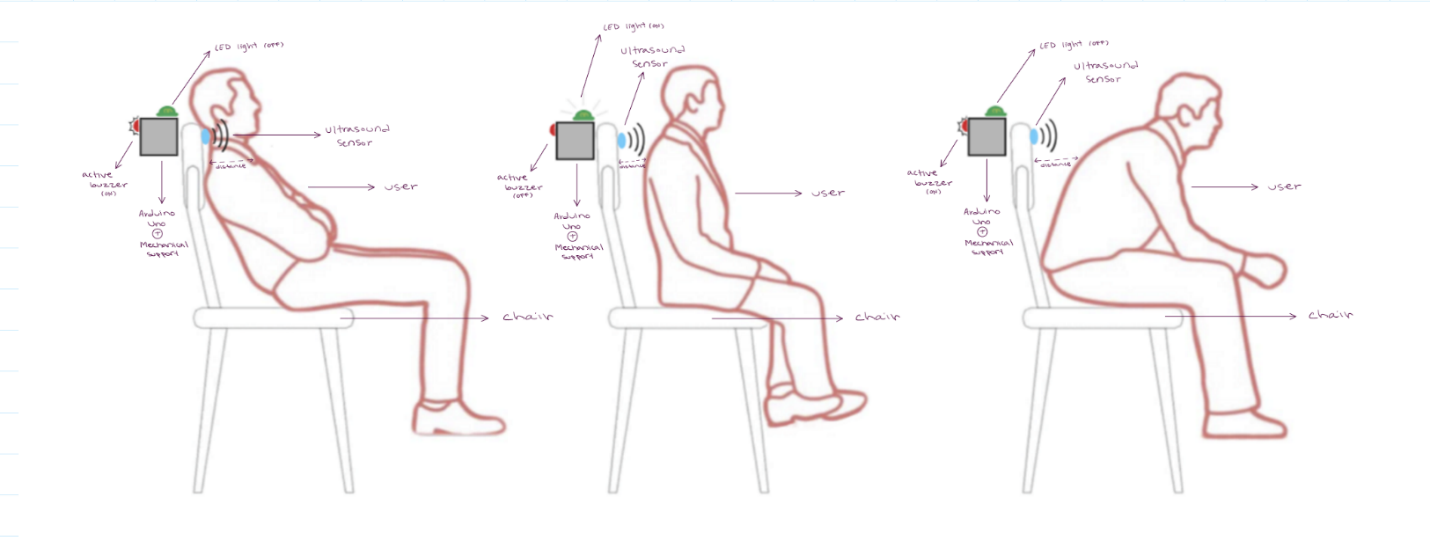 LED light (off)
ultrasound
sensor
distance
active
buzzer
(on)
user
Arduino
Uno
+
Mechanical
support
chair
LED light (on)
ultrasound
sensor
distance
active
buzzer
(off)
user
Arduino
Uno
+
Mechanical
support
chair
LED light (off)
ultrasound
sensor
distance
active
buzzer
(on)
user
Arduino
Uno
+
Mechanical
support
chair